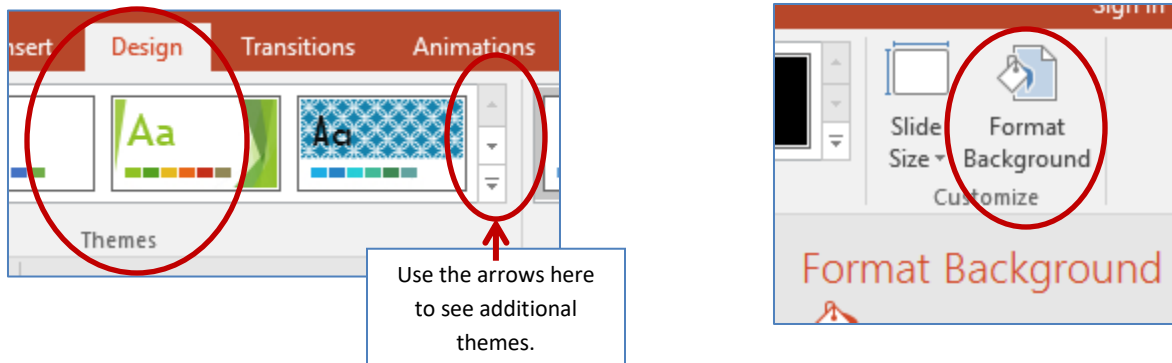 Design Transitions Animations
Aa
Aa
Themes
Use the arrows here
to see additional
themes.
Slide
Size
Format
Background
Customize
Format Background